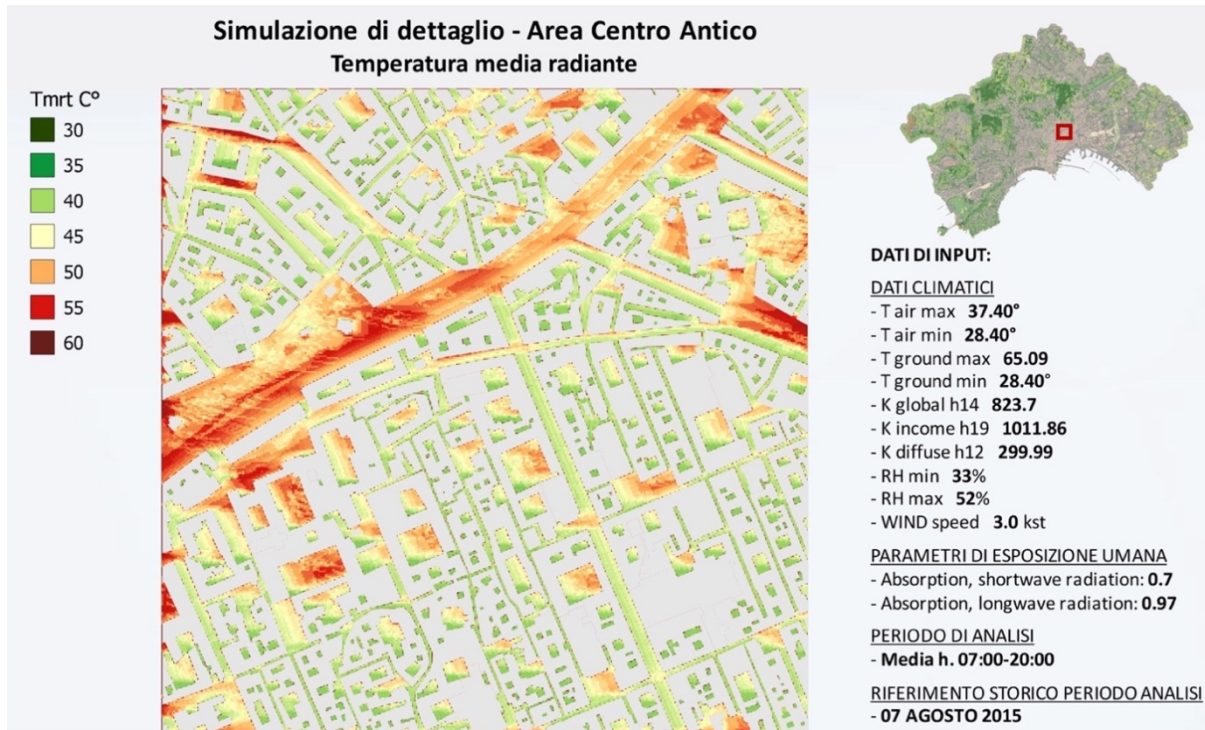 Simulazione di dettaglio - Area Centro Antico
Temperatura media radiante
Tmrt Cº
30
35
40
45
50
55
60
DATI DI INPUT:
DATI CLIMATICI
- T air max 37.40°
- T air min 28.40°
- T ground max 65.09
- T ground min 28.40°
- K global h14 823.7
- K income h19 1011.86
- K diffuse h12 299.99
- RH min 33%
- RH max 52%
- WIND speed 3.0 kst
PARAMETRI DI ESPOSIZIONE UMANA
- Absorption, shortwave radiation: 0.7
- Absorption, longwave radiation: 0.97
PERIODO DI ANALISI
- Media h. 07:00-20:00
RIFERIMENTO STORICO PERIODO ANALISI
- 07 AGOSTO 2015